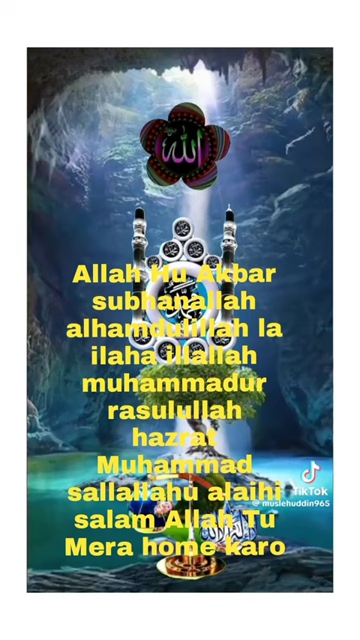 الله
Allah Hu Akbar
subhanallah
alhamdulillah la
ilaha illallah
muhammadur
rasulullah
hazrat
Muhammad
sallallahu alaihi
salam Allah Tu
Mera home karo
TikTok
muslehuddin965